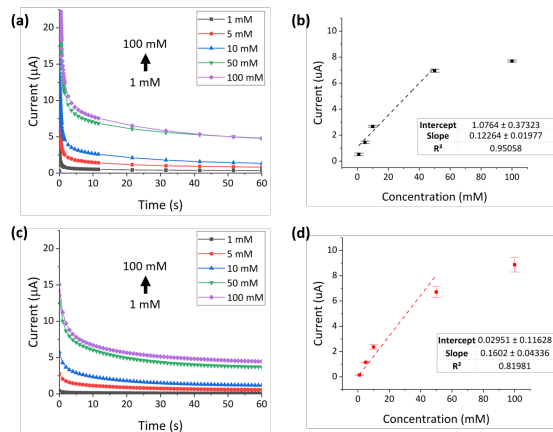 (a)
Current (μA)
20
15
10
5
0
100 mM
1 mM
1 mM
5 mM
10 mM
50 mM
100 mM
0 10 20 30 40 50 60
Time (s)
(b)
Current (μA)
12
10
8
6
4
2
0
Intercept 1.0764 ± 0.37323
Slope 0.12264 ± 0.01977
R² 0.95058
0 20 40 60 80 100
Concentration (mM)
(c)
Current (μA)
20
15
10
5
0
100 mM
1 mM
1 mM
5 mM
10 mM
50 mM
100 mM
0 10 20 30 40 50 60
Time (s)
(d)
Current (uA)
12
10
8
6
4
2
0
Intercept 0.02951 ± 0.11628
Slope 0.1602 ± 0.04336
R² 0.81981
0 20 40 60 80 100
Concentration (mM)